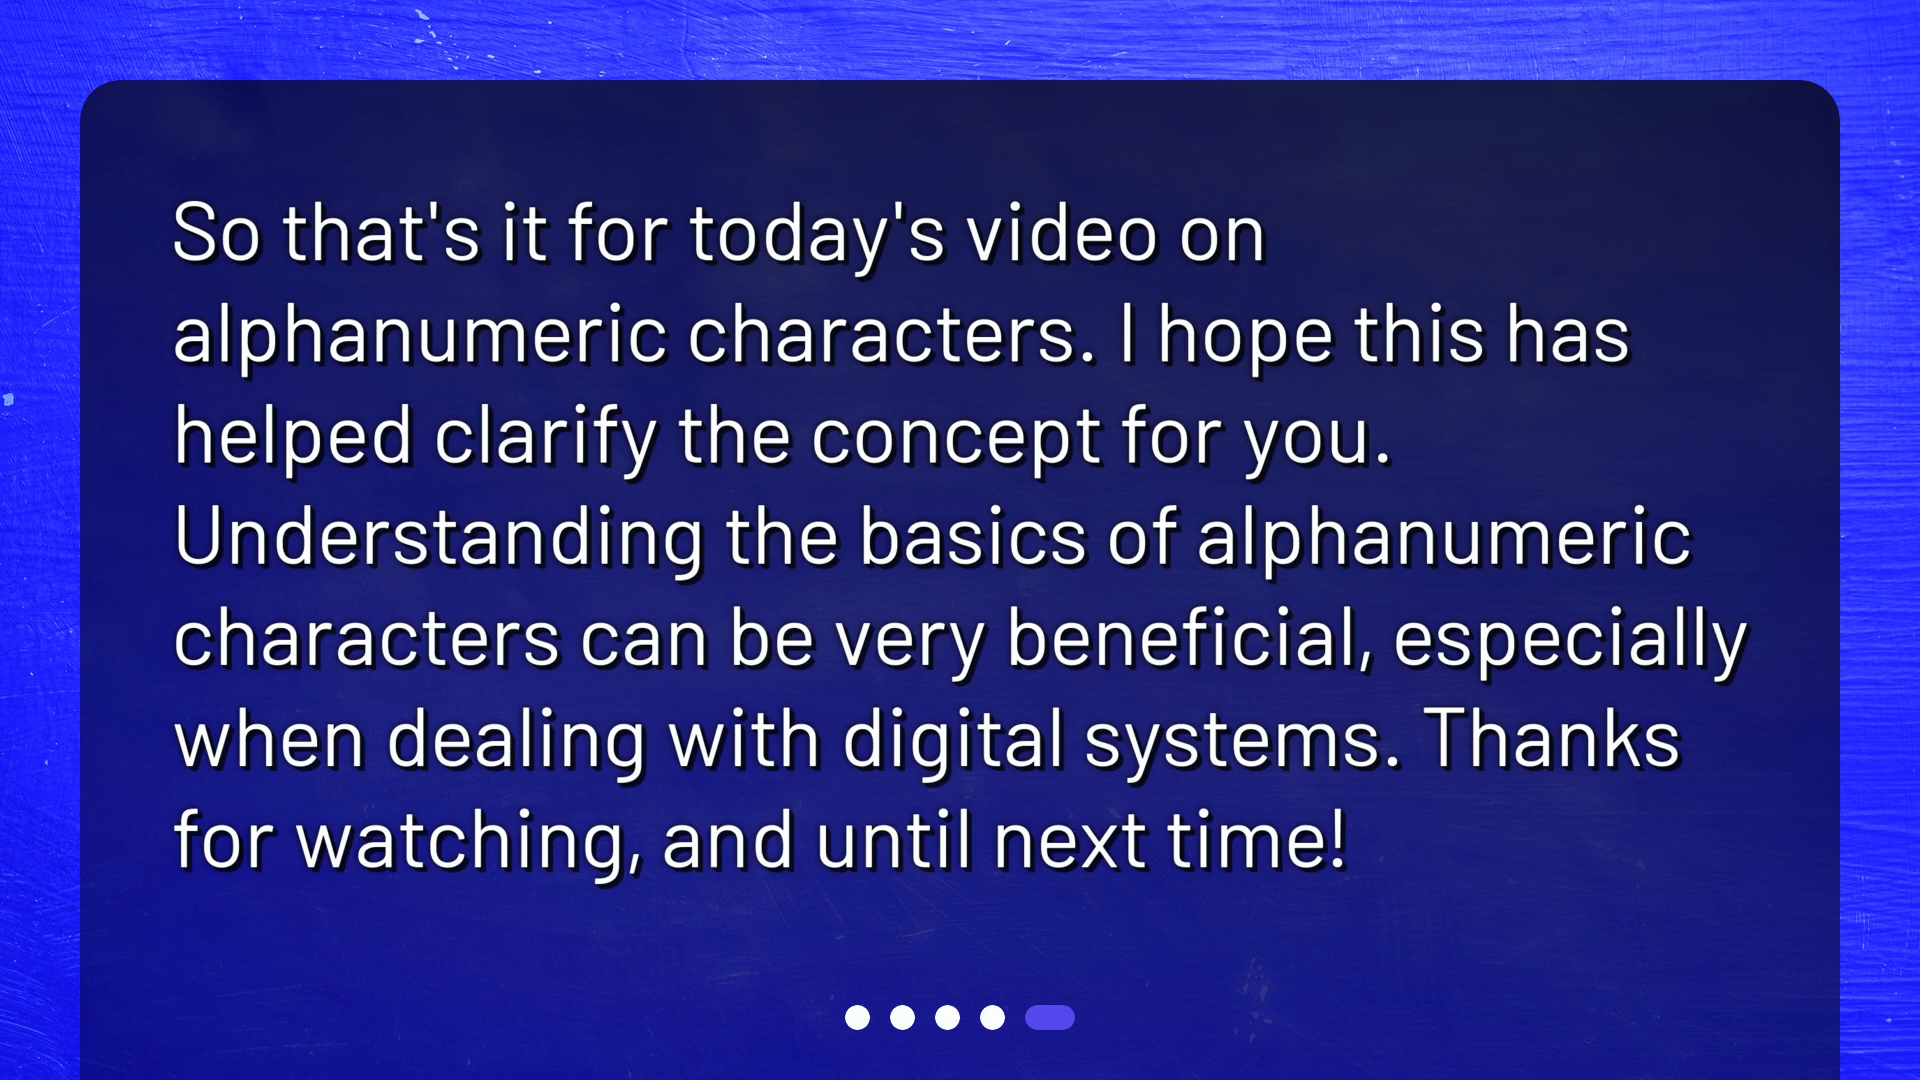 So that's it for today's video on
alphanumeric characters. I hope this has
helped clarify the concept for you.
Understanding the basics of alphanumeric
characters can be very beneficial, especially
when dealing with digital systems. Thanks
for watching, and until next time!